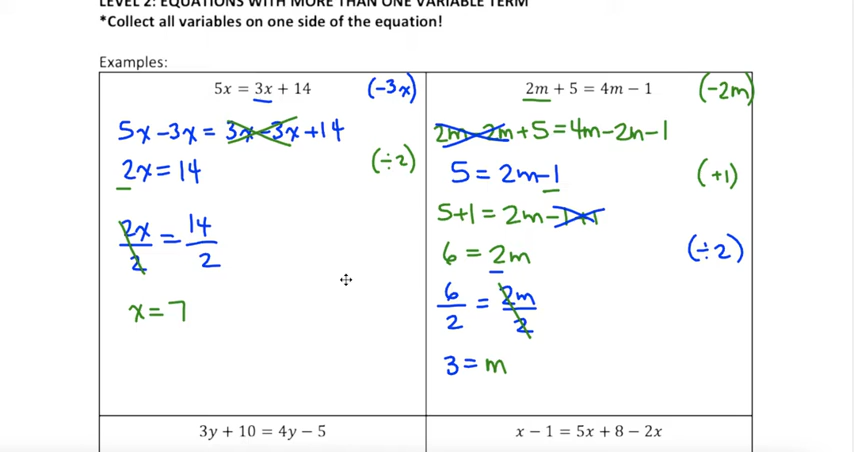 LEVEL 2: EQUATIONS WITH MORE THAN ONE VARIABLE TERM
*Collect all variables on one side of the equation!
Examples:
5x = 3x + 14 (-3x)
5x-3x = 3x-3x+14
2x = 14 (÷2)
2x/2 = 14/2
x = 7
2m + 5 = 4m − 1 (-2m)
2m-2m+5=4m-2m-1
5 = 2m-1 (+1)
5+1 = 2m-1+1
6 = 2m (÷2)
6/2 = 2m/2
3 = m
3y + 10 = 4y − 5
x − 1 = 5x + 8 − 2x